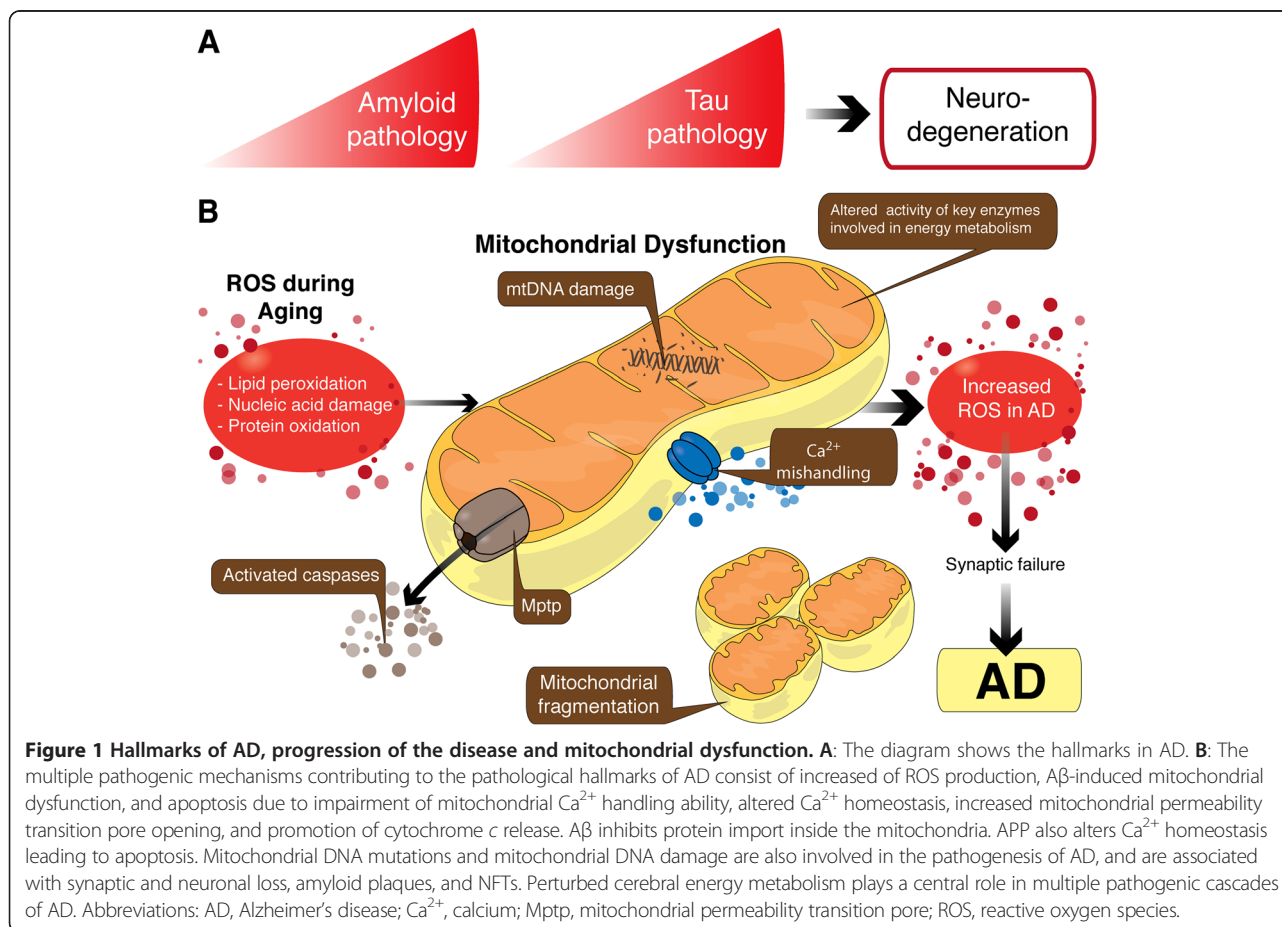 A
Amyloid
pathology
Tau
pathology
Neuro-
degeneration
B
Mitochondrial Dysfunction
Altered activity of key enzymes
involved in energy metabolism
mtDNA damage
ROS during
Aging
- Lipid peroxidation
- Nucleic acid damage
- Protein oxidation
Increased
ROS in AD
Ca²⁺
mishandling
Activated caspases
Mptp
Synaptic failure
Mitochondrial
fragmentation
AD
Figure 1 Hallmarks of AD, progression of the disease and mitochondrial dysfunction. A: The diagram shows the hallmarks in AD. B: The
multiple pathogenic mechanisms contributing to the pathological hallmarks of AD consist of increased of ROS production, Aβ-induced mitochondrial
dysfunction, and apoptosis due to impairment of mitochondrial Ca²⁺ handling ability, altered Ca²⁺ homeostasis, increased mitochondrial permeability
transition pore opening, and promotion of cytochrome c release. Aβ inhibits protein import inside the mitochondria. APP also alters Ca²⁺ homeostasis
leading to apoptosis. Mitochondrial DNA mutations and mitochondrial DNA damage are also involved in the pathogenesis of AD, and are associated
with synaptic and neuronal loss, amyloid plaques, and NFTs. Perturbed cerebral energy metabolism plays a central role in multiple pathogenic cascades
of AD. Abbreviations: AD, Alzheimer's disease; Ca²⁺, calcium; Mptp, mitochondrial permeability transition pore; ROS, reactive oxygen species.